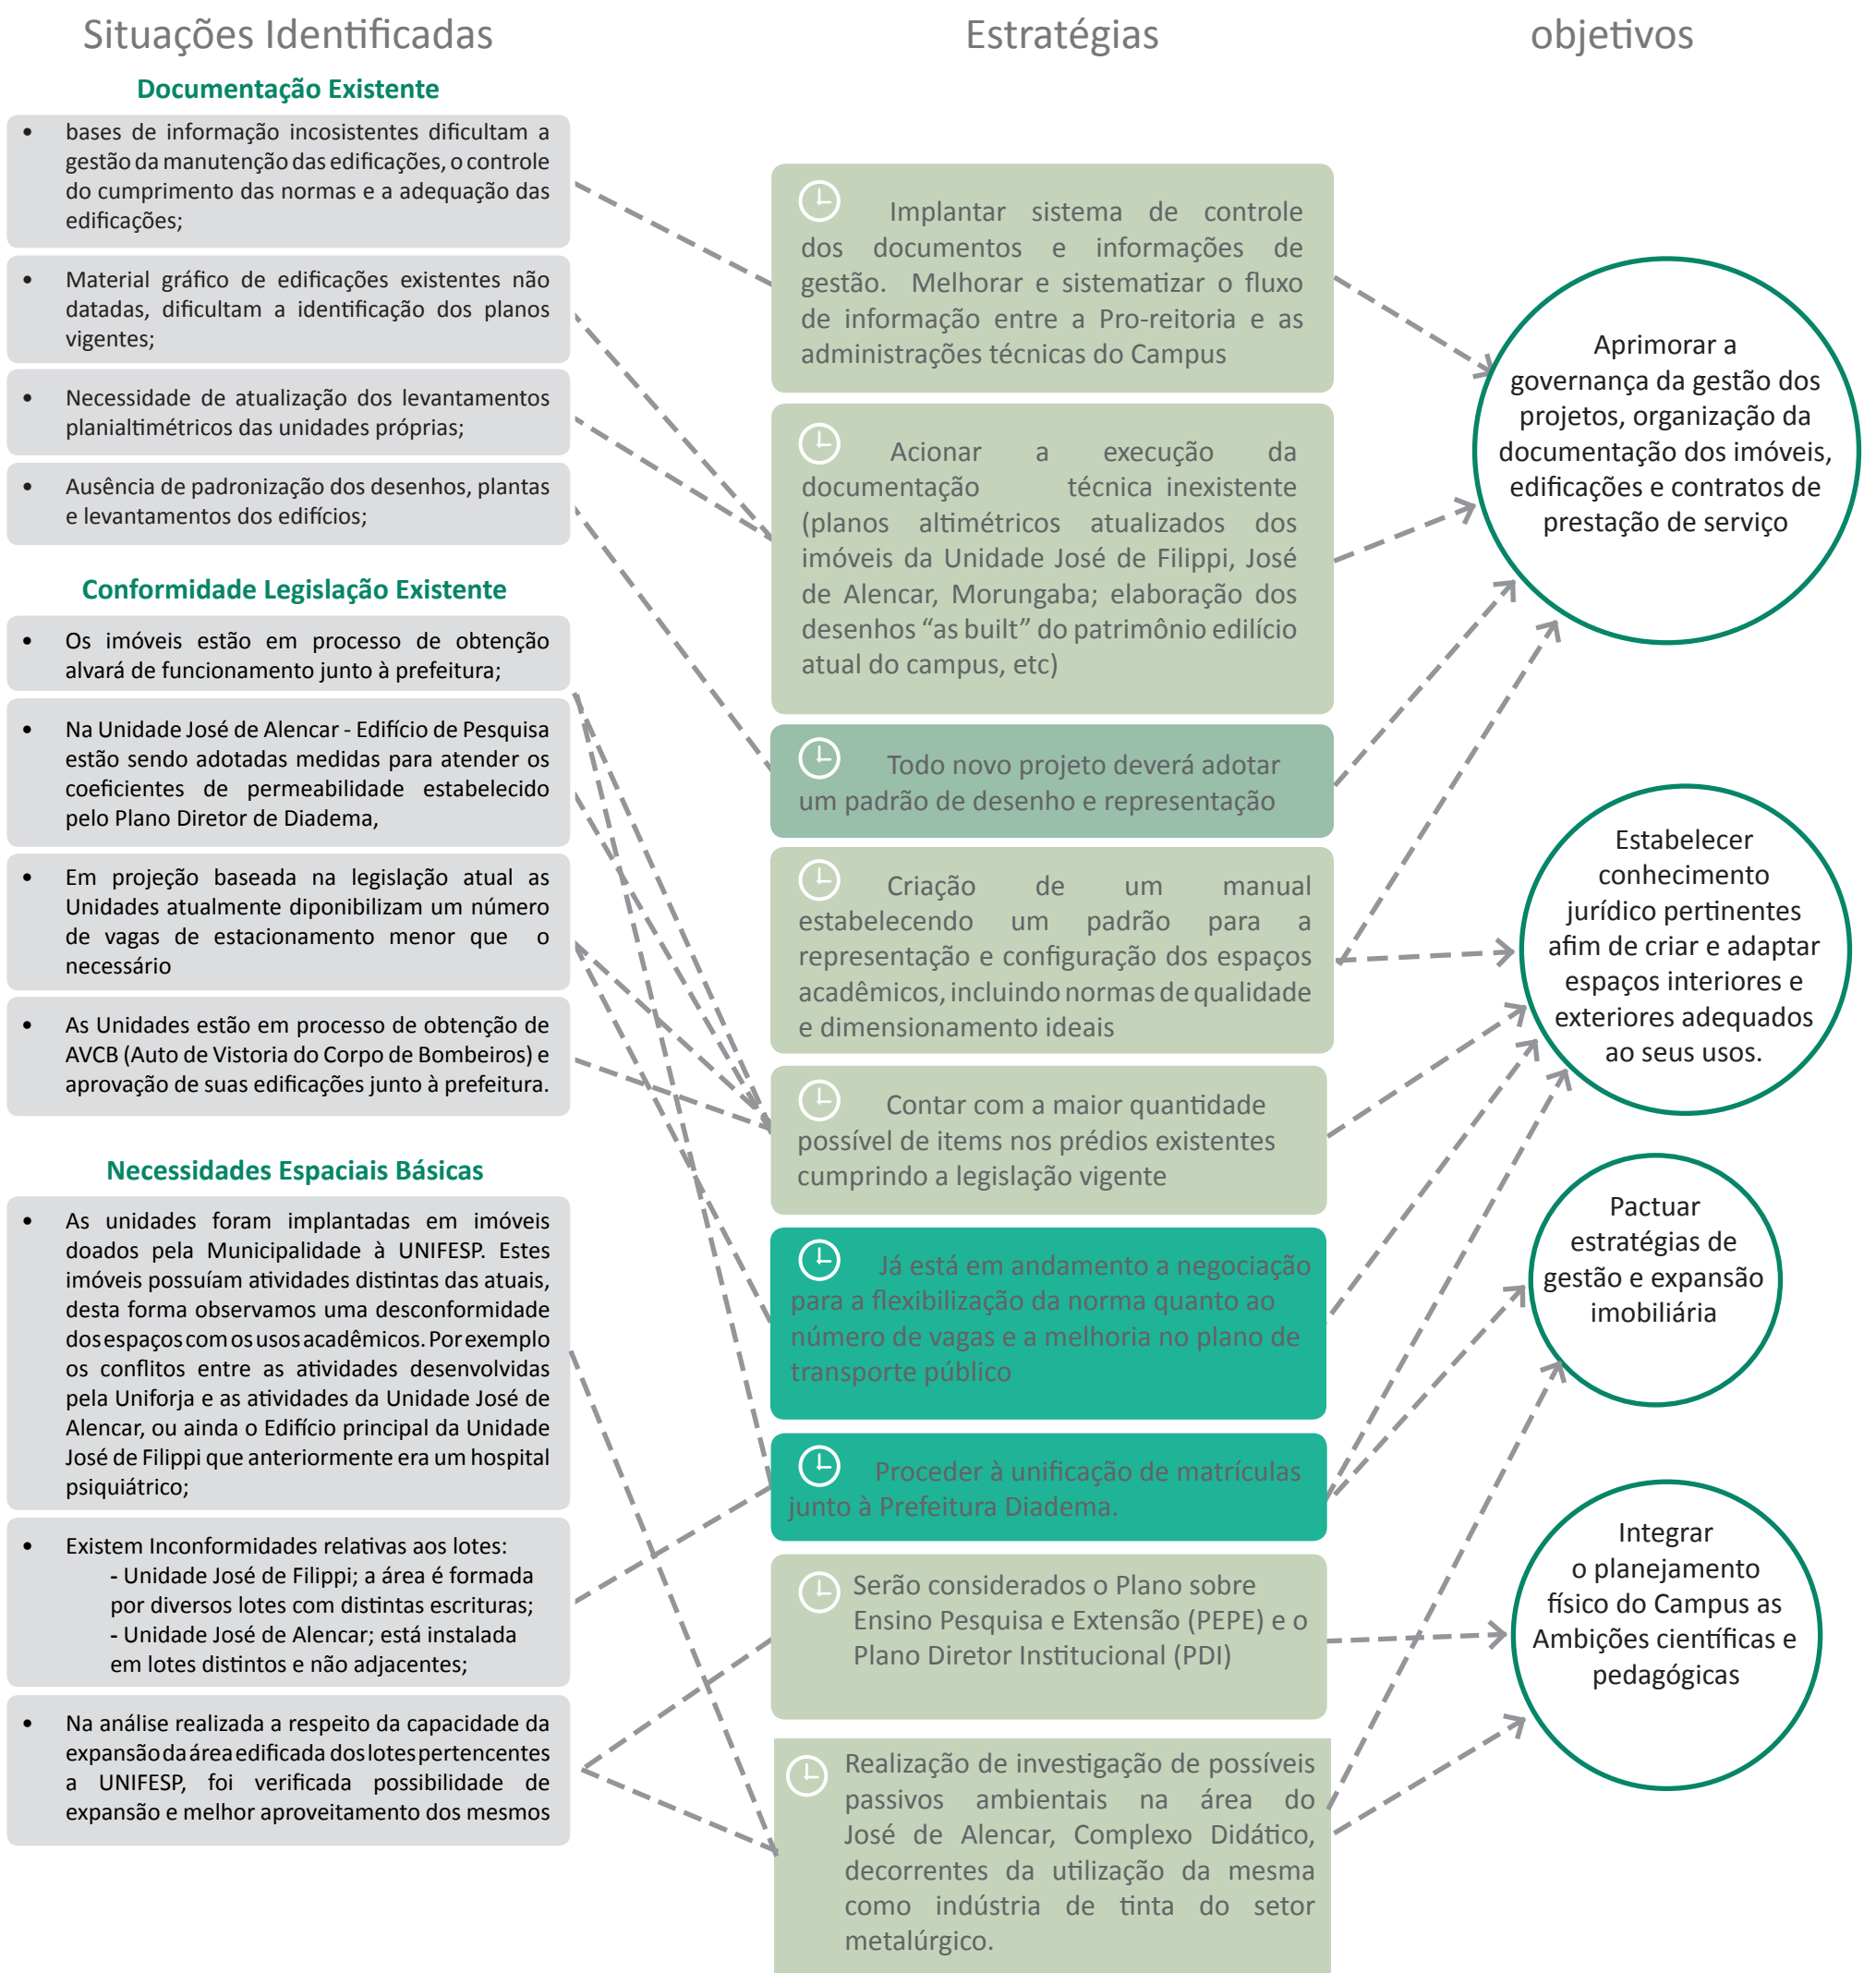 Situações Identificadas
Documentação Existente
• bases de informação incosistentes dificultam a
gestão da manutenção das edificações, o controle
do cumprimento das normas e a adequação das
edificações;
• Material gráfico de edificações existentes não
datadas, dificultam a identificação dos planos
vigentes;
• Necessidade de atualização dos levantamentos
planialtimétricos das unidades próprias;
• Ausência de padronização dos desenhos, plantas
e levantamentos dos edifícios;
Conformidade Legislação Existente
• Os imóveis estão em processo de obtenção
alvará de funcionamento junto à prefeitura;
• Na Unidade José de Alencar - Edifício de Pesquisa
estão sendo adotadas medidas para atender os
coeficientes de permeabilidade estabelecido
pelo Plano Diretor de Diadema,
• Em projeção baseada na legislação atual as
Unidades atualmente diponibilizam um número
de vagas de estacionamento menor que o
necessário
• As Unidades estão em processo de obtenção de
AVCB (Auto de Vistoria do Corpo de Bombeiros) e
aprovação de suas edificações junto à prefeitura.
Necessidades Espaciais Básicas
• As unidades foram implantadas em imóveis
doados pela Municipalidade à UNIFESP. Estes
imóveis possuíam atividades distintas das atuais,
desta forma observamos uma desconformidade
dos espaços com os usos acadêmicos. Por exemplo
os conflitos entre as atividades desenvolvidas
pela Uniforja e as atividades da Unidade José de
Alencar, ou ainda o Edifício principal da Unidade
José de Filippi que anteriormente era um hospital
psiquiátrico;
• Existem Inconformidades relativas aos lotes:
- Unidade José de Filippi; a área é formada
por diversos lotes com distintas escrituras;
- Unidade José de Alencar; está instalada
em lotes distintos e não adjacentes;
• Na análise realizada a respeito da capacidade da
expansão da área edificada dos lotes pertencentes
a UNIFESP, foi verificada possibilidade de
expansão e melhor aproveitamento dos mesmos
Estratégias
Implantar sistema de controle
dos documentos e informações de
gestão. Melhorar e sistematizar o fluxo
de informação entre a Pro-reitoria e as
administrações técnicas do Campus
Acionar a execução da
documentação técnica inexistente
(planos altimétricos atualizados dos
imóveis da Unidade José de Filippi, José
de Alencar, Morungaba; elaboração dos
desenhos “as built” do patrimônio edilício
atual do campus, etc)
Todo novo projeto deverá adotar
um padrão de desenho e representação
Criação de um manual
estabelecendo um padrão para a
representação e configuração dos espaços
acadêmicos, incluindo normas de qualidade
e dimensionamento ideais
Contar com a maior quantidade
possível de items nos prédios existentes
cumprindo a legislação vigente
Já está em andamento a negociação
para a flexibilização da norma quanto ao
número de vagas e a melhoria no plano de
transporte público
Proceder à unificação de matrículas
junto à Prefeitura Diadema.
Serão considerados o Plano sobre
Ensino Pesquisa e Extensão (PEPE) e o
Plano Diretor Institucional (PDI)
Realização de investigação de possíveis
passivos ambientais na área do
José de Alencar, Complexo Didático,
decorrentes da utilização da mesma
como indústria de tinta do setor
metalúrgico.
objetivos
Aprimorar a
governança da gestão dos
projetos, organização da
documentação dos imóveis,
edificações e contratos de
prestação de serviço
Estabelecer
conhecimento
jurídico pertinentes
afim de criar e adaptar
espaços interiores e
exteriores adequados
ao seus usos.
Pactuar
estratégias de
gestão e expansão
imobiliária
Integrar
o planejamento
físico do Campus as
Ambições científicas e
pedagógicas